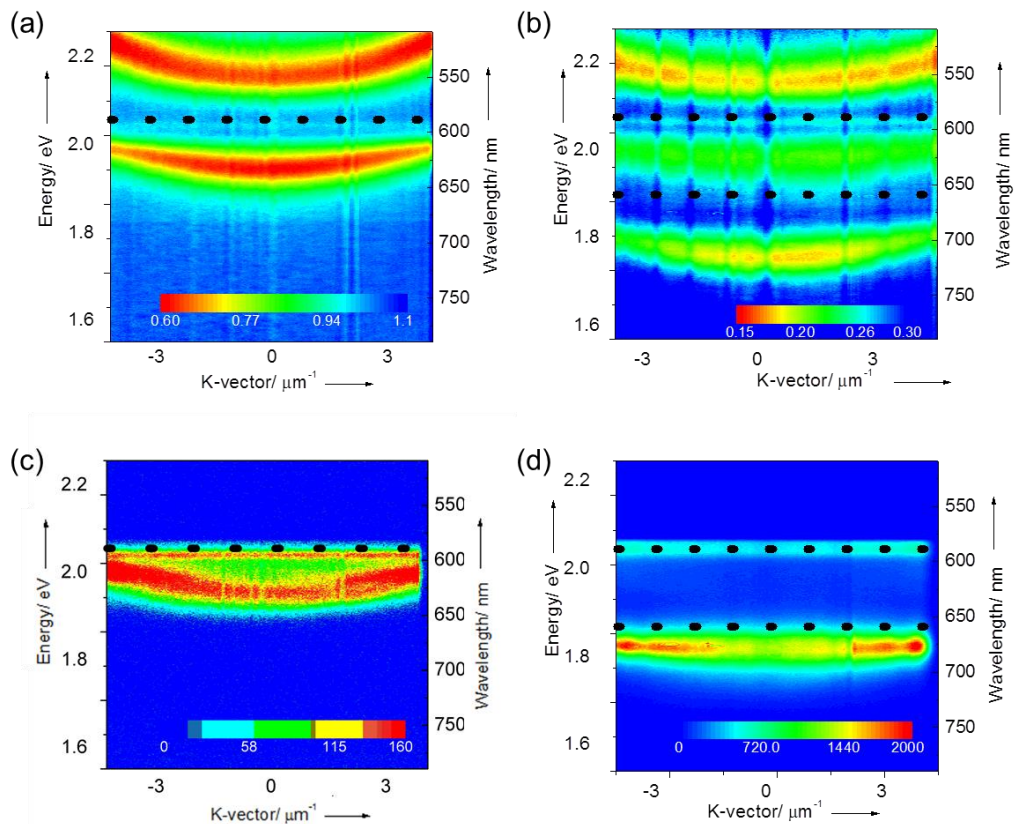 (a)
2.2
2.0
1.8
1.6
Energy/ eV
550
600
650
700
750
Wavelength/ nm
0.60 0.77 0.94 1.1
-3 0 3
K-vector/ μm⁻¹
(b)
2.2
2.0
1.8
1.6
Energy/ eV
550
600
650
700
750
Wavelength/ nm
0.15 0.20 0.26 0.30
-3 0 3
K-vector/ μm⁻¹
(c)
2.2
2.0
1.8
1.6
Energy/ eV
550
600
650
700
750
Wavelength/ nm
0 58 115 160
-3 0 3
K-vector/ μm⁻¹
(d)
2.2
2.0
1.8
1.6
Energy/ eV
550
600
650
700
750
Wavelength/ nm
0 720.0 1440 2000
-3 0 3
K-vector/ μm⁻¹